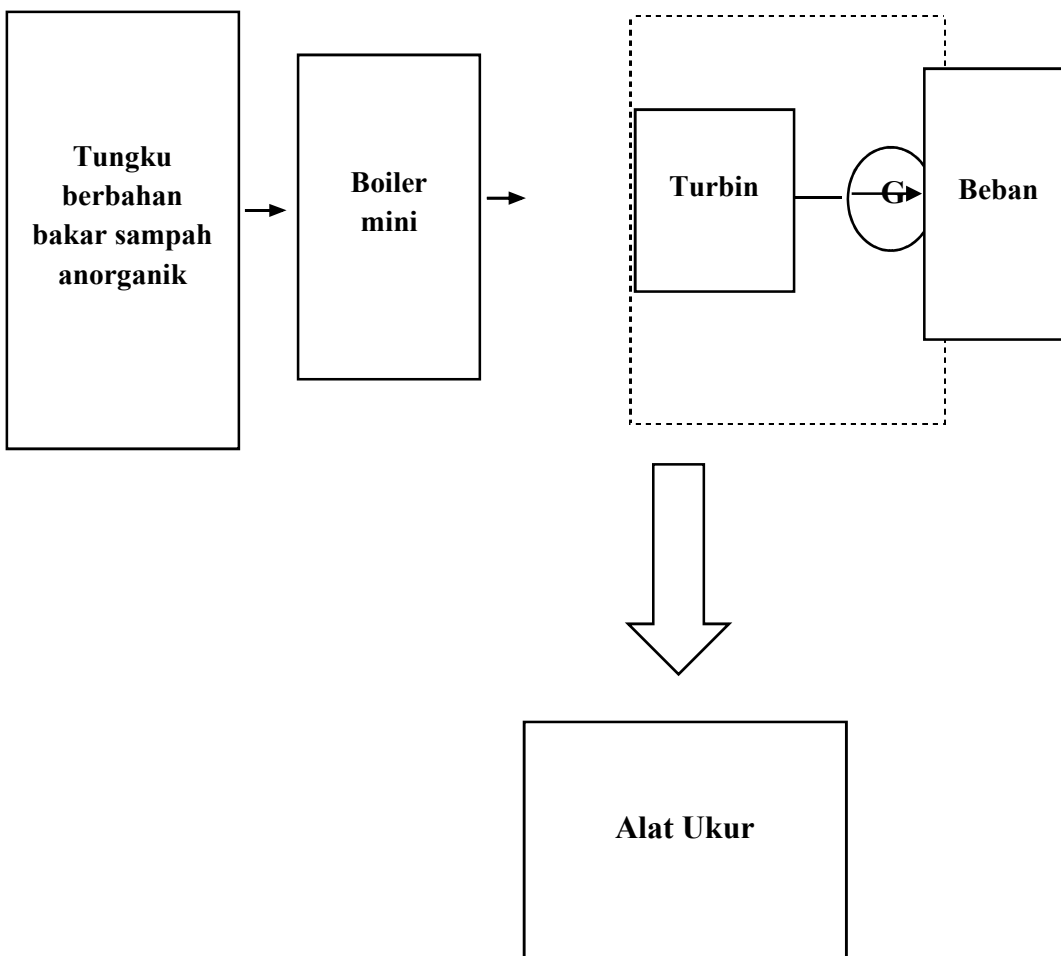 Tungku
berbahan
bakar sampah
anorganik
Boiler
mini
Turbin
G
Beban
Alat Ukur